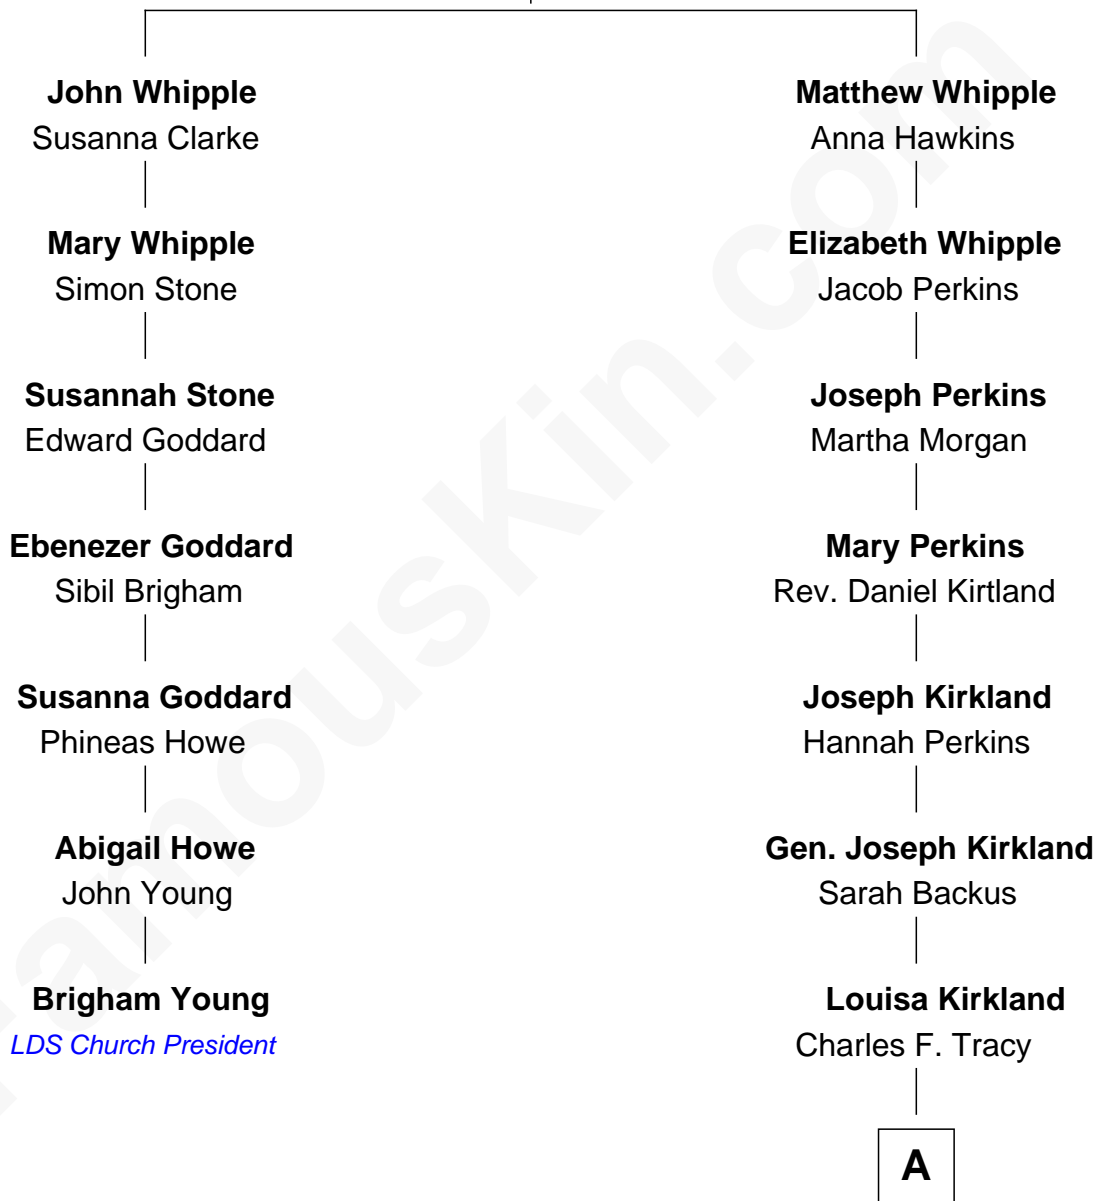 John Whipple
Susanna Clarke
Matthew Whipple
Anna Hawkins
Mary Whipple
Simon Stone
Elizabeth Whipple
Jacob Perkins
Susannah Stone
Edward Goddard
Joseph Perkins
Martha Morgan
Ebenezer Goddard
Sibil Brigham
Mary Perkins
Rev. Daniel Kirtland
Susanna Goddard
Phineas Howe
Joseph Kirkland
Hannah Perkins
Abigail Howe
John Young
Gen. Joseph Kirkland
Sarah Backus
Brigham Young
LDS Church President
Louisa Kirkland
Charles F. Tracy
A
FamousKin.com